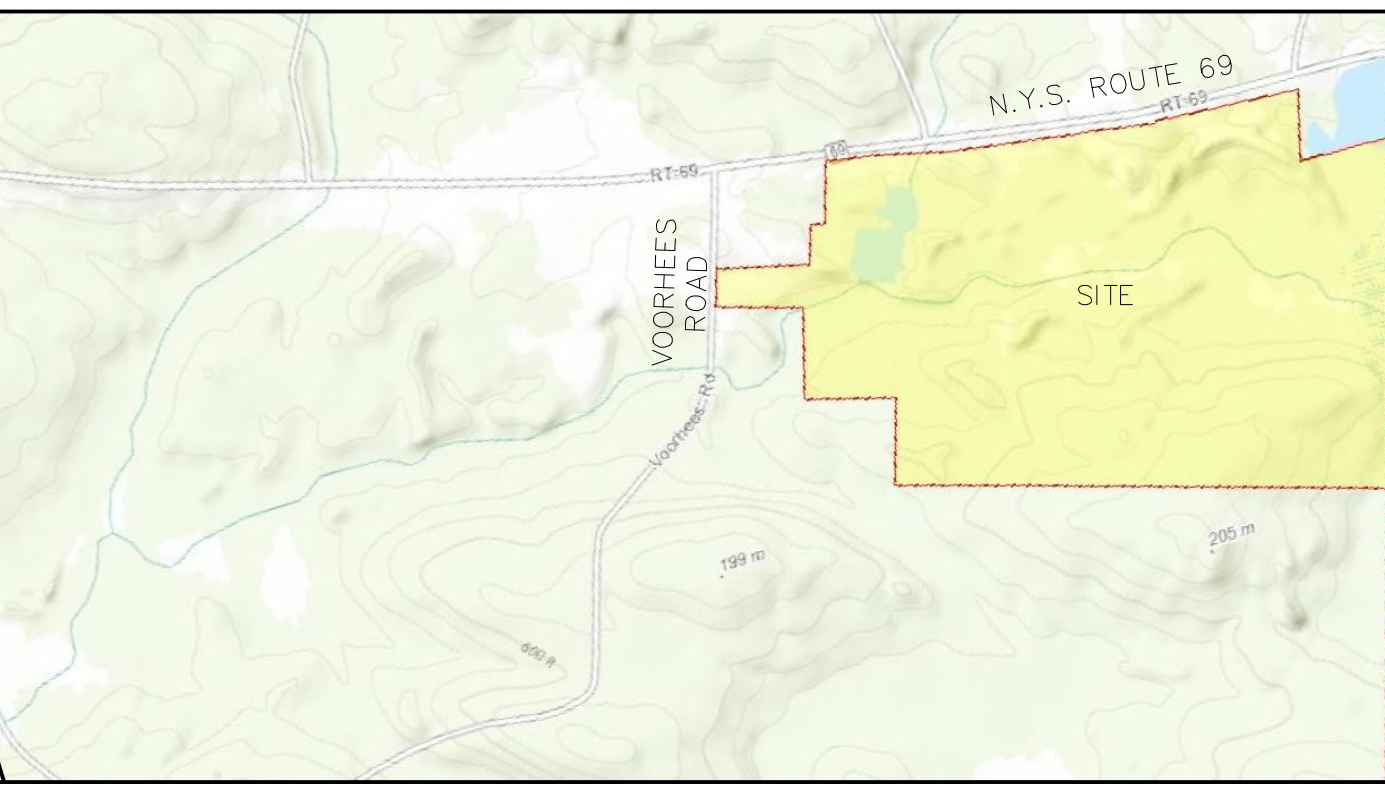 N.Y.S. ROUTE 69
RT-69
69
RT-69
VOORHEES
ROAD
SITE
Voorhees Rd
205 m
199 m
600 ft